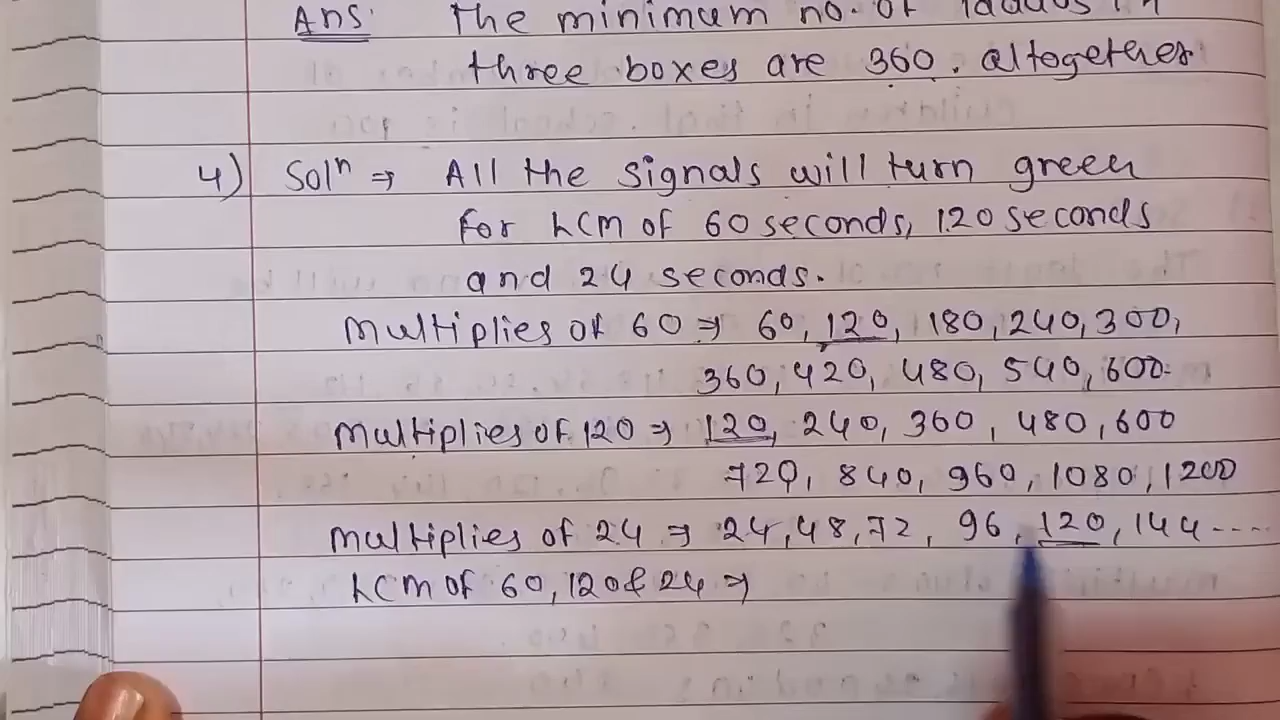 Ans: The minimum no. of laddus in
three boxes are 360. altogether
4) Solⁿ ⇒ All the signals will turn green
for LCM of 60 seconds, 120 seconds
and 24 seconds.
Multiplies of 60 ⇒ 60, 120, 180, 240, 300,
360, 420, 480, 540, 600.
Multiplies of 120 ⇒ 120, 240, 360, 480, 600
720, 840, 960, 1080, 1200
Multiplies of 24 ⇒ 24, 48, 72, 96, 120, 144 ----
LCM of 60, 120 & 24 ⇒